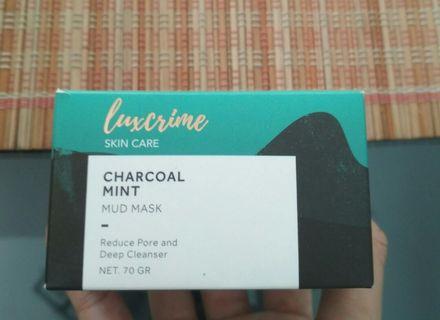 luxcrime
SKIN CARE
CHARCOAL
MINT
MUD MASK
-
Reduce Pore and
Deep Cleanser
NET. 70 GR